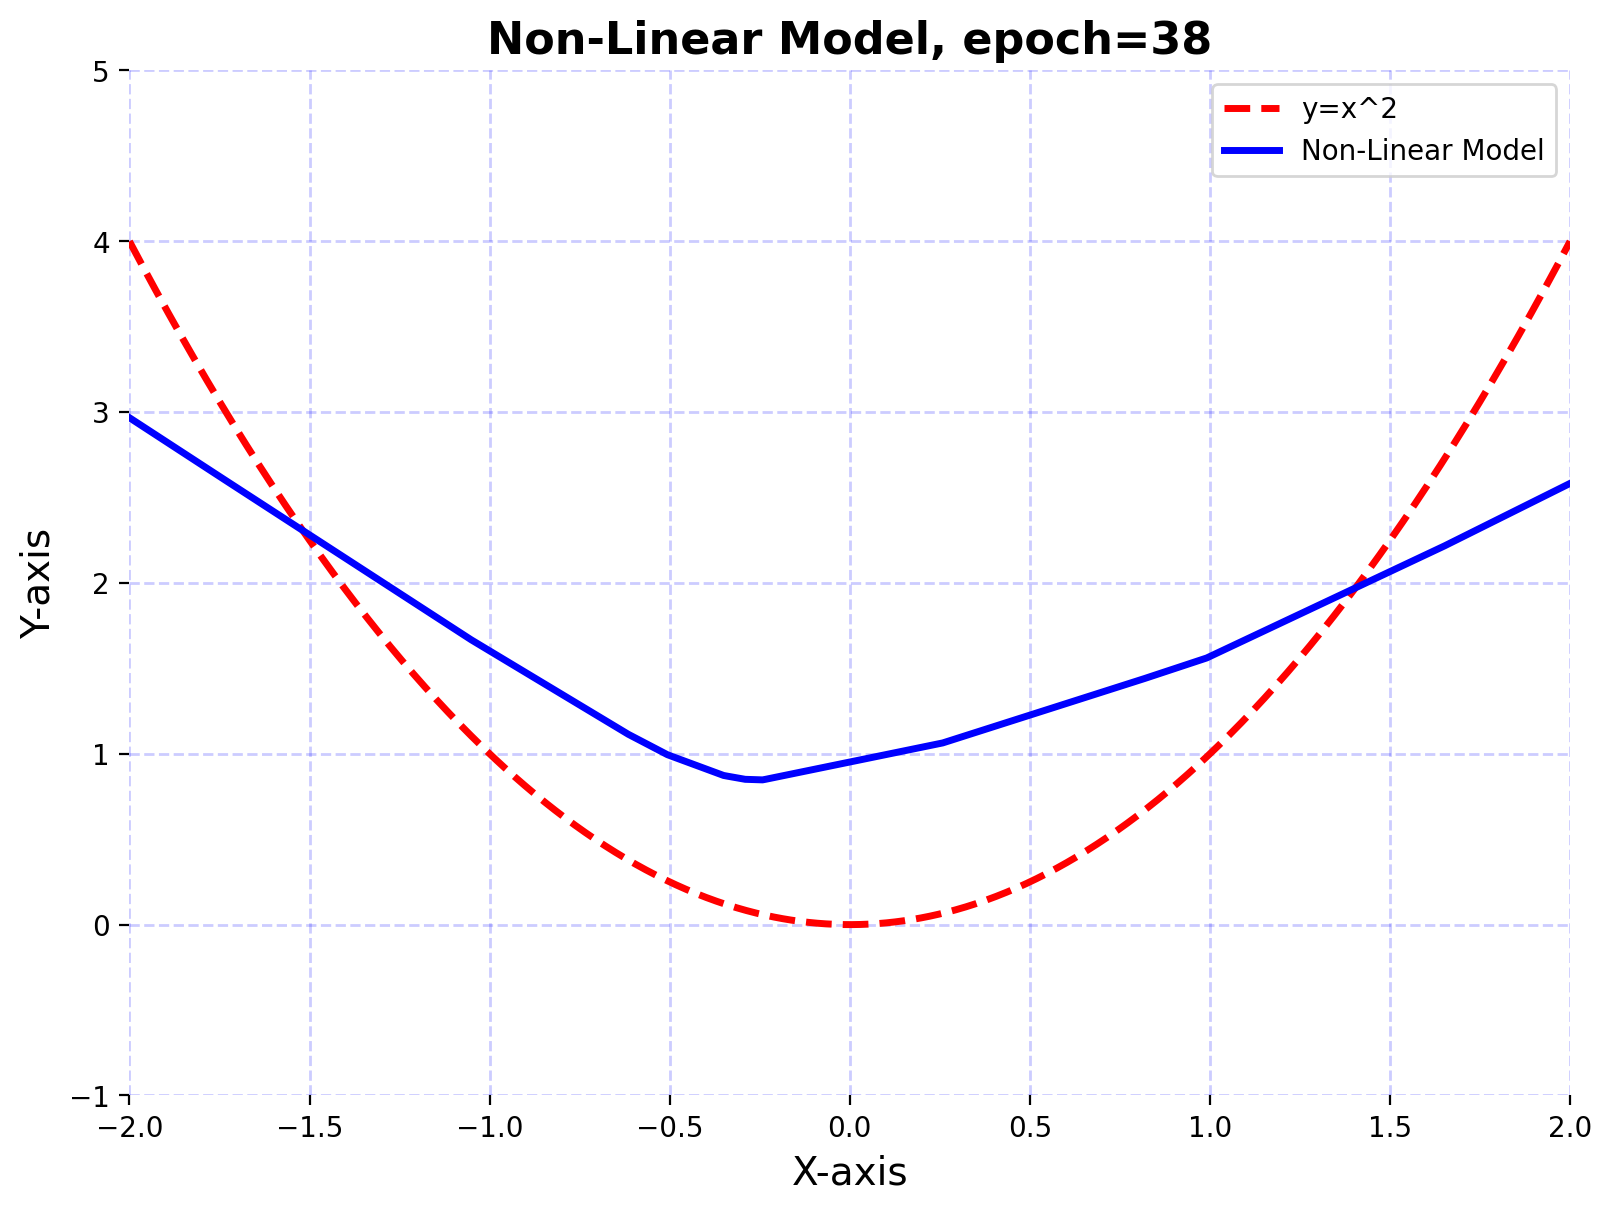 Non-Linear Model, epoch=38
y=x^2
Non-Linear Model
Y-axis
5
4
3
2
1
0
−1
−2.0 −1.5 −1.0 −0.5 0.0 0.5 1.0 1.5 2.0
X-axis